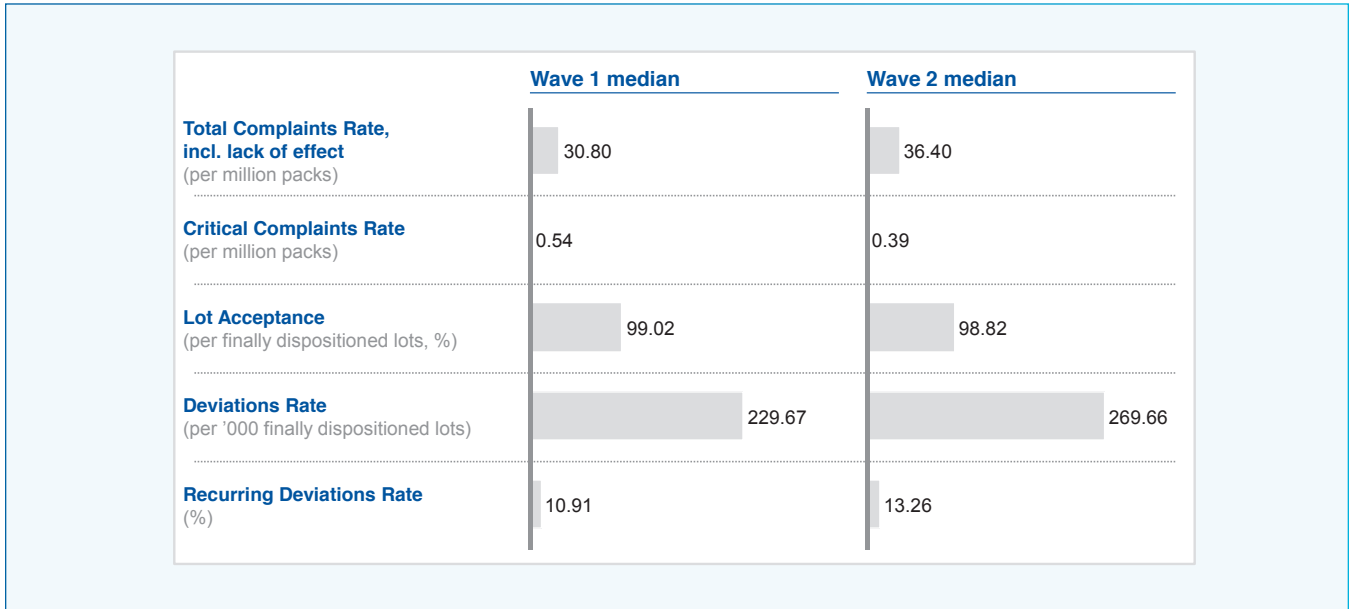 Wave 1 median
Wave 2 median
Total Complaints Rate,
incl. lack of effect
(per million packs)
30.80
36.40
Critical Complaints Rate
(per million packs)
0.54
0.39
Lot Acceptance
(per finally dispositioned lots, %)
99.02
98.82
Deviations Rate
(per ’000 finally dispositioned lots)
229.67
269.66
Recurring Deviations Rate
(%)
10.91
13.26